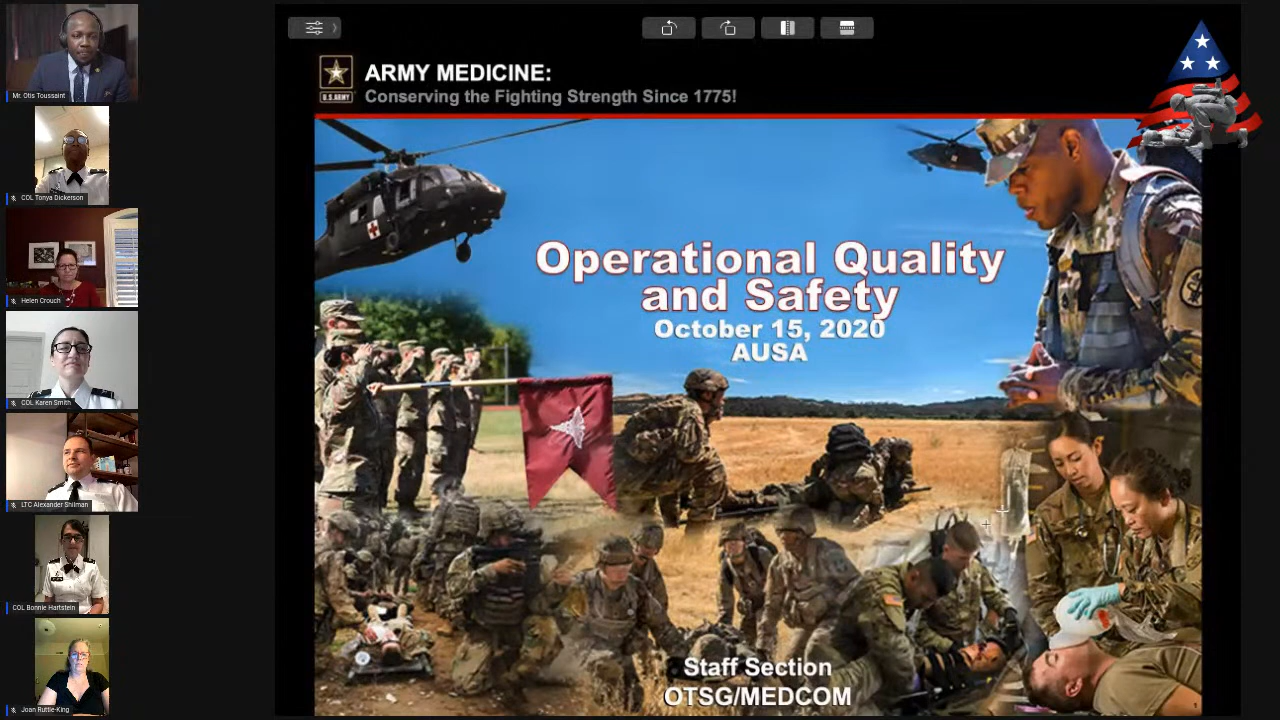 Mr. Otis Toussaint
COL Tonya Dickerson
Helen Crouch
COL Karen Smith
LTC Alexander Shilman
COL Bonnie Hartstein
Joan Ruttle-King
U.S.ARMY
ARMY MEDICINE:
Conserving the Fighting Strength Since 1775!
Operational Quality
and Safety
October 15, 2020
AUSA
Staff Section
OTSG/MEDCOM
1